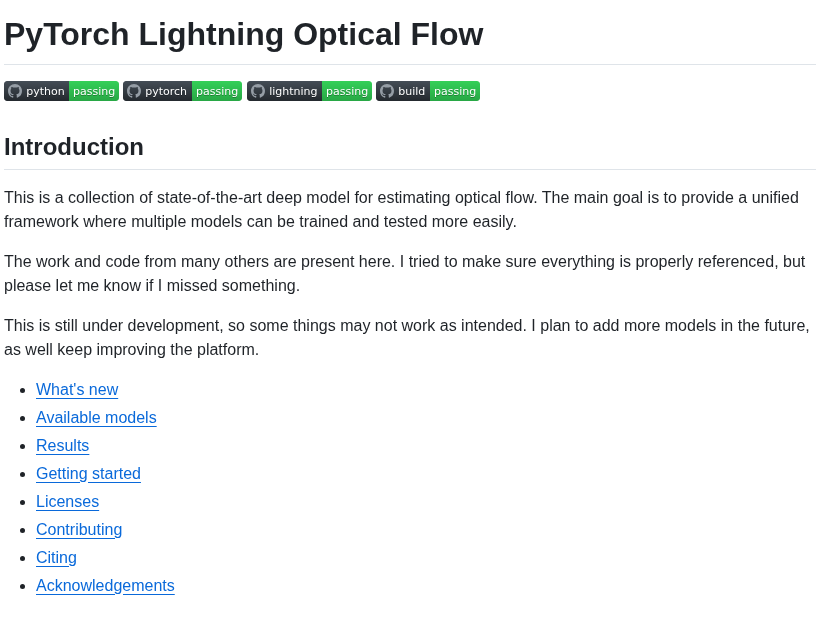 PyTorch Lightning Optical Flow
python passing pytorch passing lightning passing build passing
Introduction
This is a collection of state-of-the-art deep model for estimating optical flow. The main goal is to provide a unified
framework where multiple models can be trained and tested more easily.
The work and code from many others are present here. I tried to make sure everything is properly referenced, but
please let me know if I missed something.
This is still under development, so some things may not work as intended. I plan to add more models in the future,
as well keep improving the platform.
What's new
Available models
Results
Getting started
Licenses
Contributing
Citing
Acknowledgements